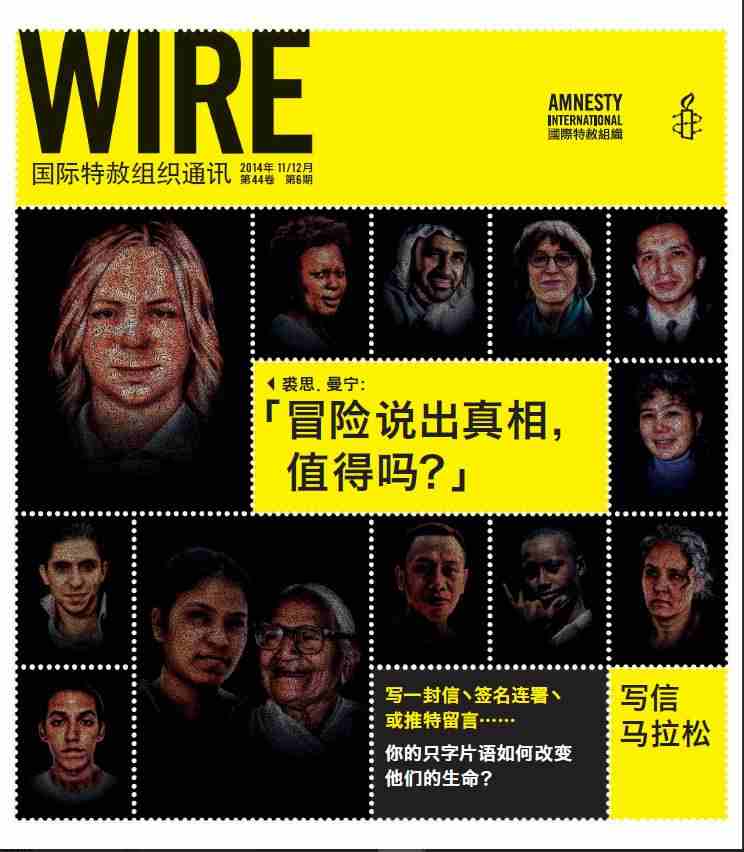 WIRE
国际特赦组织通讯
2014年 11/12月
第44卷 第6期
AMNESTY
INTERNATIONAL
國際特赦組織
裘思．曼宁：
「冒险说出真相，
值得吗？」
写一封信、签名连署、
或推特留言……
你的只字片语如何改变
他们的生命？
写信
马拉松